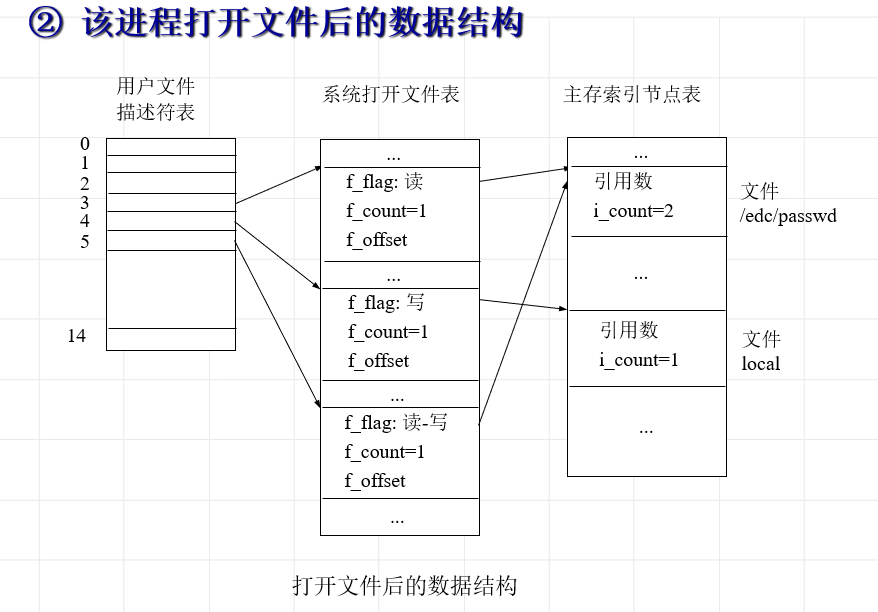 ② 该进程打开文件后的数据结构
用户文件
描述符表
0
1
2
3
4
5
14
系统打开文件表
...
f_flag: 读
f_count=1
f_offset
...
f_flag: 写
f_count=1
f_offset
...
f_flag: 读-写
f_count=1
f_offset
...
主存索引节点表
...
引用数
i_count=2
...
引用数
i_count=1
...
文件
/edc/passwd
文件
local
打开文件后的数据结构